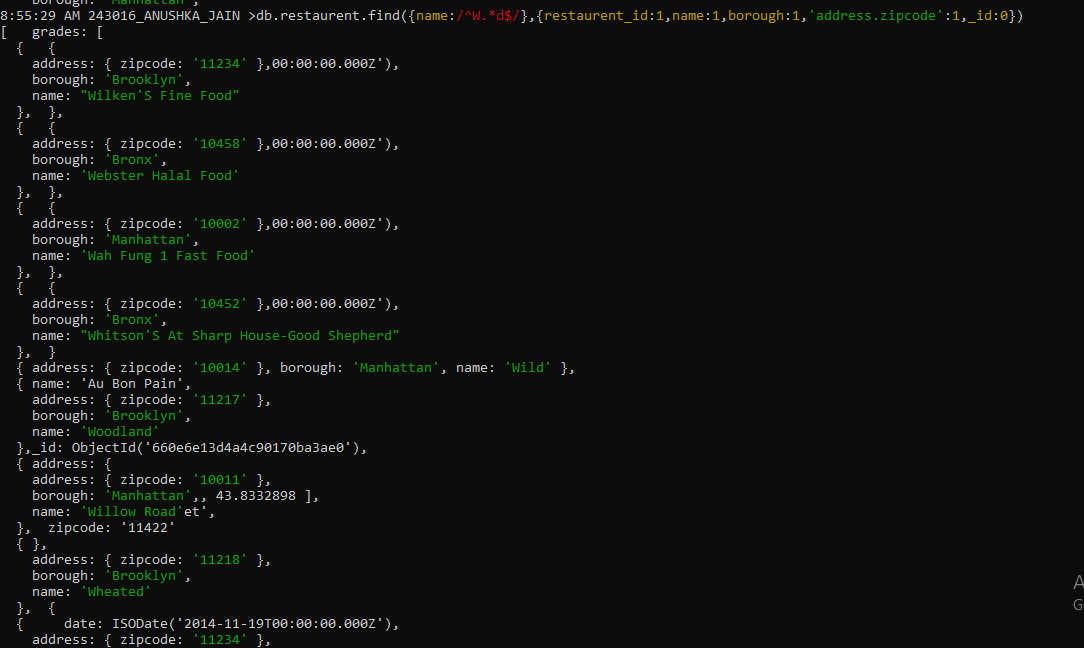 8:55:29 AM 243016_ANUSHKA_JAIN >db.restaurent.find({name:/^W.*d$/},{restaurent_id:1,name:1,borough:1,'address.zipcode':1,_id:0})
[   grades: [
  {   {
    address: { zipcode: '11234' },00:00:00.000Z'),
    borough: 'Brooklyn',
    name: "Wilken'S Fine Food"
  },  },
  {   {
    address: { zipcode: '10458' },00:00:00.000Z'),
    borough: 'Bronx',
    name: 'Webster Halal Food'
  },  },
  {   {
    address: { zipcode: '10002' },00:00:00.000Z'),
    borough: 'Manhattan',
    name: 'Wah Fung 1 Fast Food'
  },  },
  {   {
    address: { zipcode: '10452' },00:00:00.000Z'),
    borough: 'Bronx',
    name: "Whitson'S At Sharp House-Good Shepherd"
  },  }
  { address: { zipcode: '10014' }, borough: 'Manhattan', name: 'Wild' },
  { name: 'Au Bon Pain',
    address: { zipcode: '11217' },
    borough: 'Brooklyn',
    name: 'Woodland'
  },_id: ObjectId('660e6e13d4a4c90170ba3ae0'),
  { address: {
    address: { zipcode: '10011' },
    borough: 'Manhattan',, 43.8332898 ],
    name: 'Willow Road'et',
  },  zipcode: '11422'
  { },
    address: { zipcode: '11218' },
    borough: 'Brooklyn',
    name: 'Wheated'
  },  {
  {     date: ISODate('2014-11-19T00:00:00.000Z'),
    address: { zipcode: '11234' },